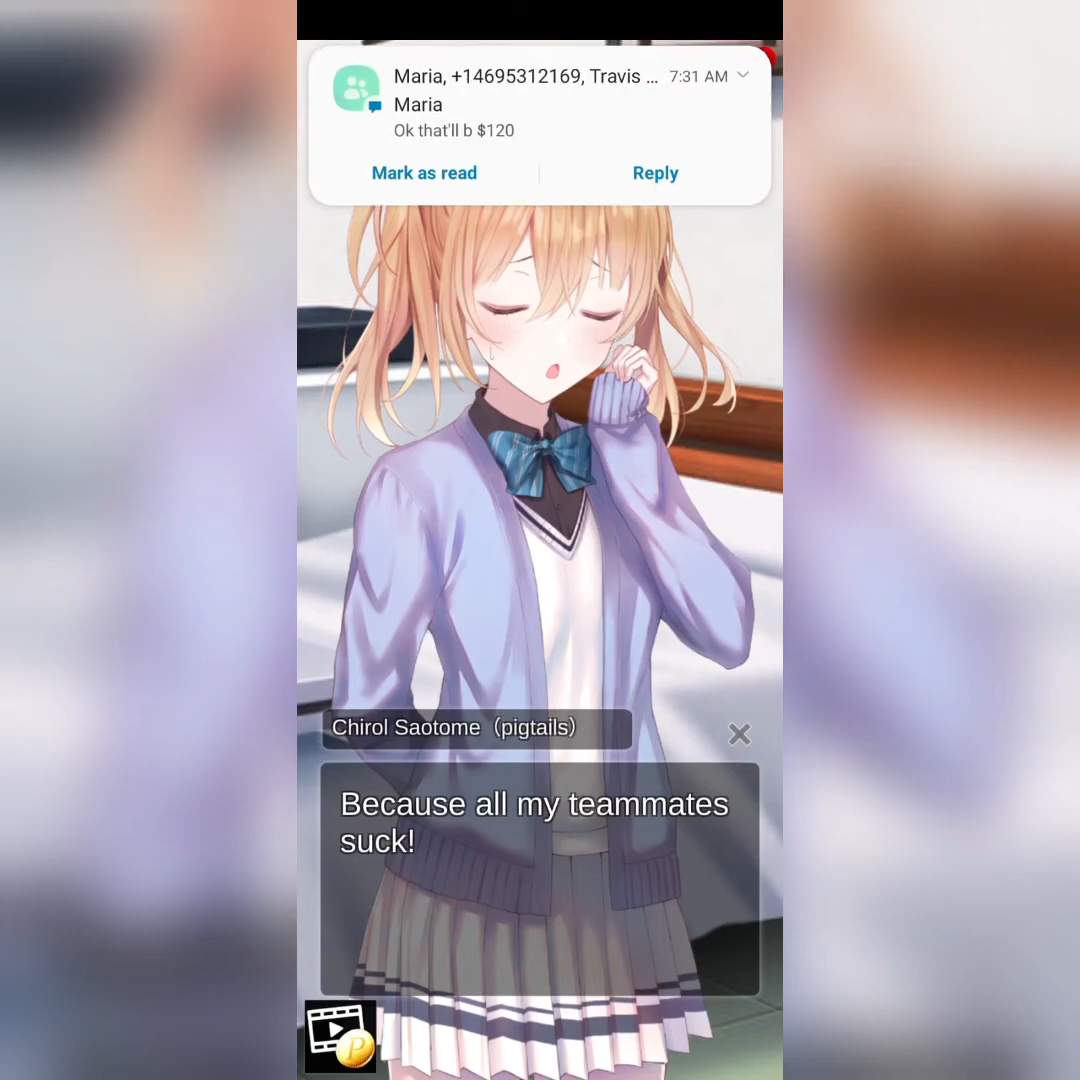 Maria, +14695312169, Travis ... 7:31 AM
Maria
Ok that'll b $120
Mark as read Reply
Chirol Saotome（pigtails）
Because all my teammates
suck!
P